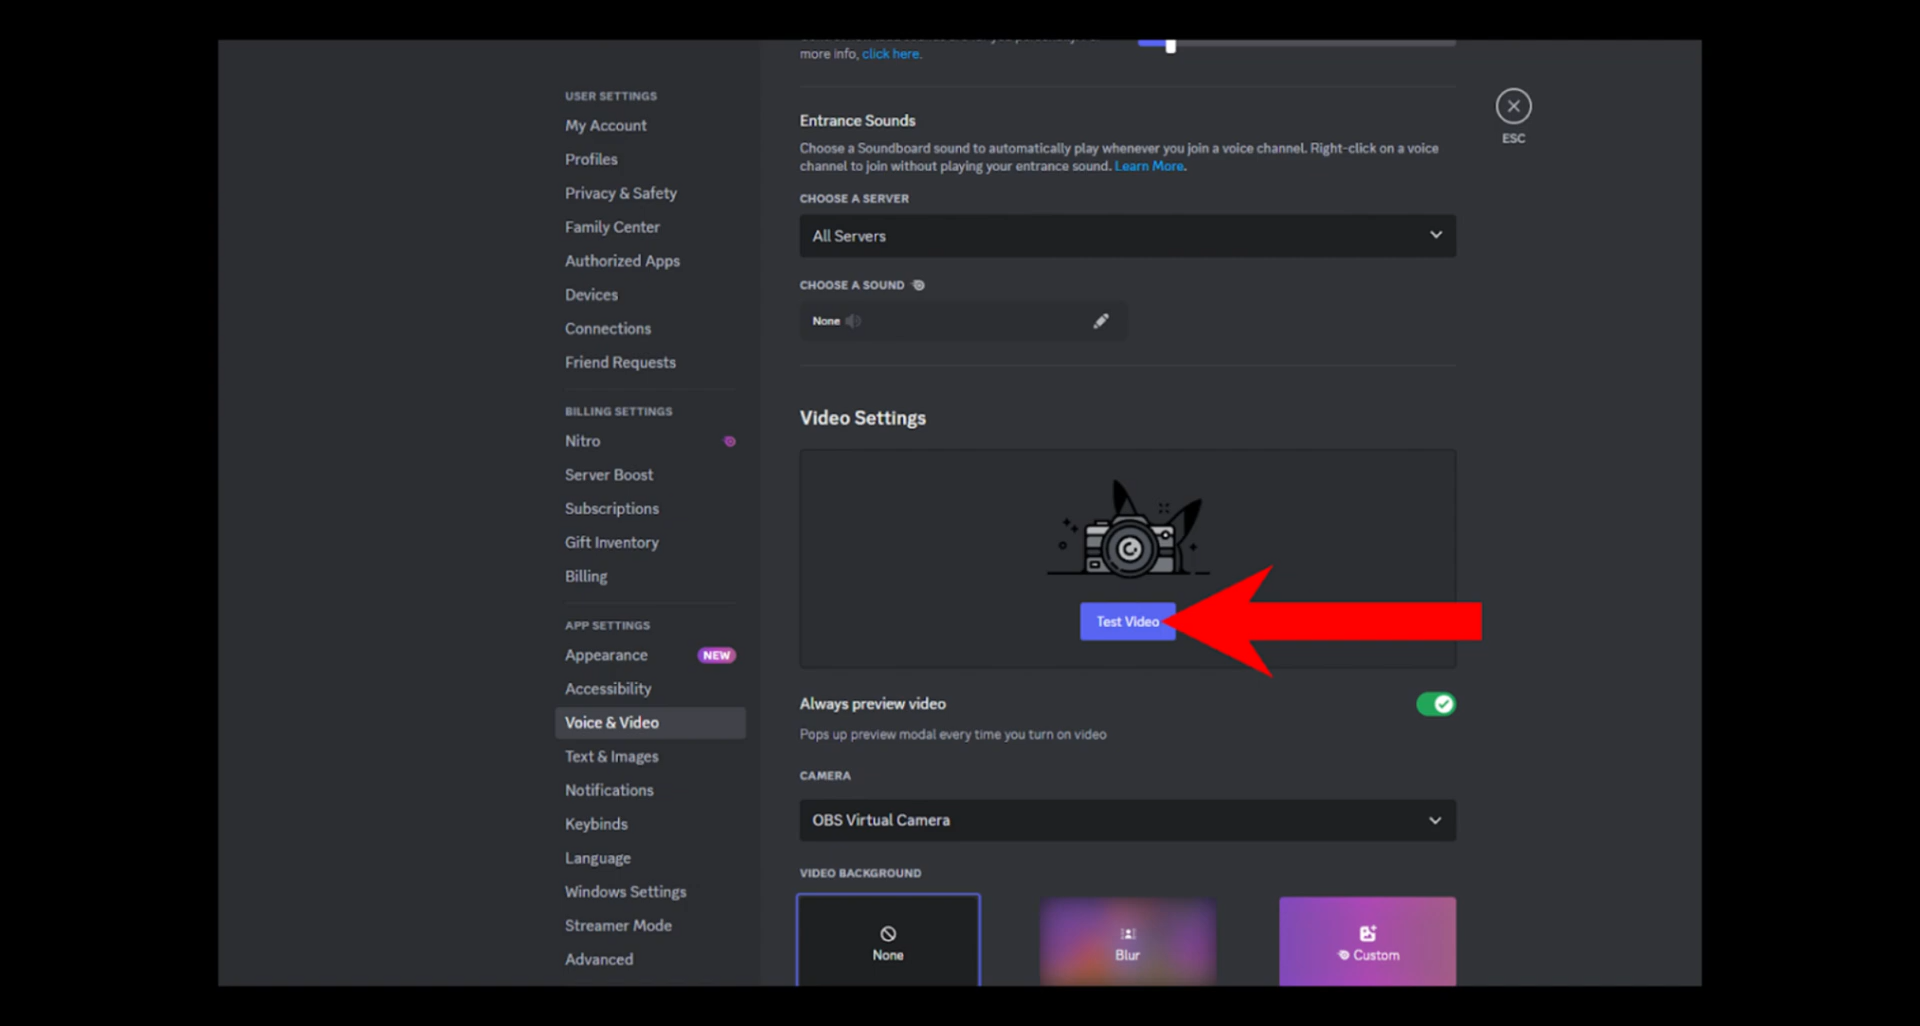 more info, click here.
USER SETTINGS
My Account
Profiles
Privacy & Safety
Family Center
Authorized Apps
Devices
Connections
Friend Requests
BILLING SETTINGS
Nitro
Server Boost
Subscriptions
Gift Inventory
Billing
APP SETTINGS
Appearance NEW
Accessibility
Voice & Video
Text & Images
Notifications
Keybinds
Language
Windows Settings
Streamer Mode
Advanced
Entrance Sounds
Choose a Soundboard sound to automatically play whenever you join a voice channel. Right-click on a voice
channel to join without playing your entrance sound. Learn More.
CHOOSE A SERVER
All Servers
CHOOSE A SOUND
None
Video Settings
Test Video
Always preview video
Pops up preview modal every time you turn on video
CAMERA
OBS Virtual Camera
VIDEO BACKGROUND
None
Blur
Custom
ESC